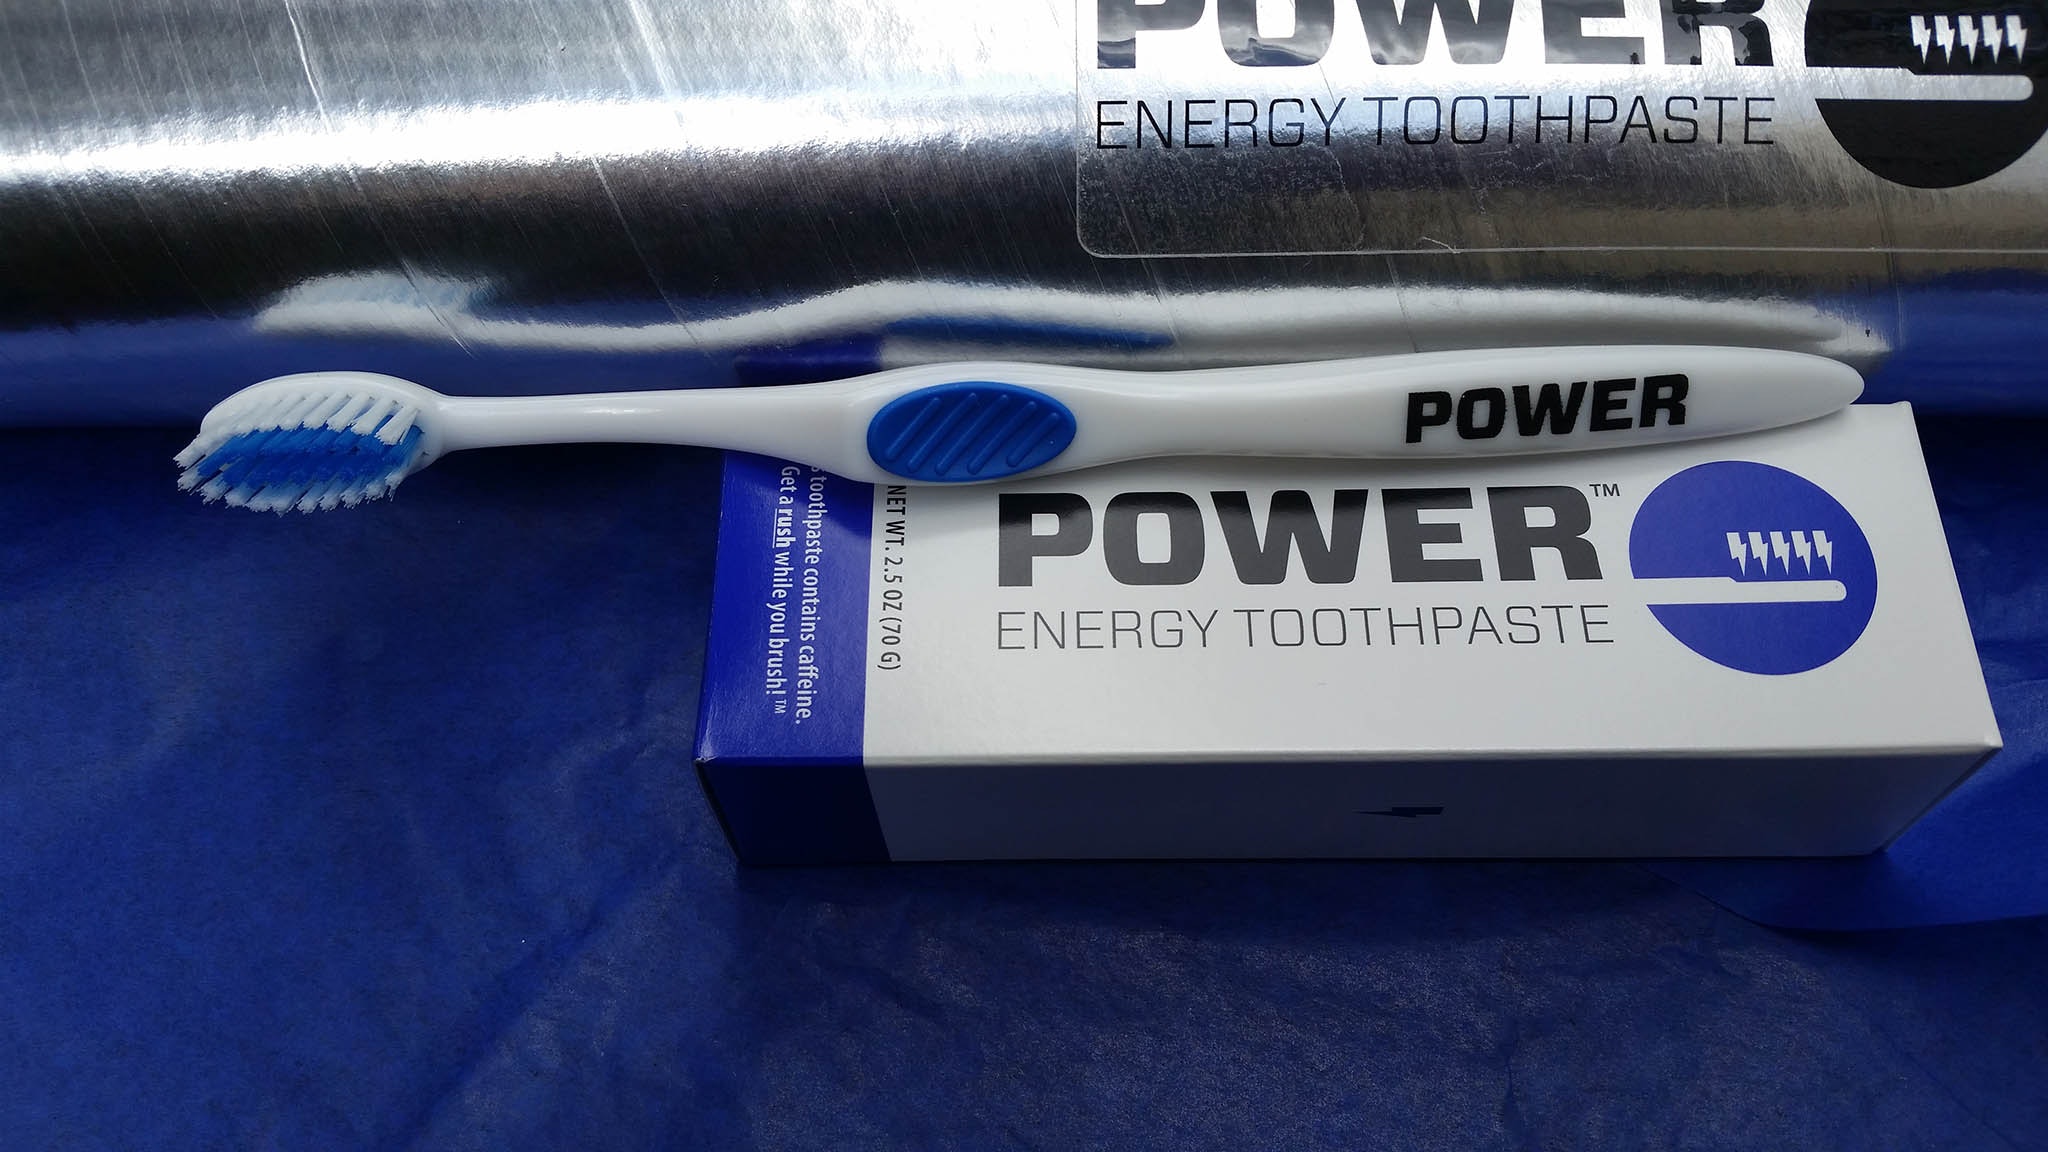 POWER
ENERGY TOOTHPASTE
POWER
POWER™
ENERGY TOOTHPASTE
NET WT. 2.5 OZ (70 G)
toothpaste contains caffeine.
Get a rush while you brush!™